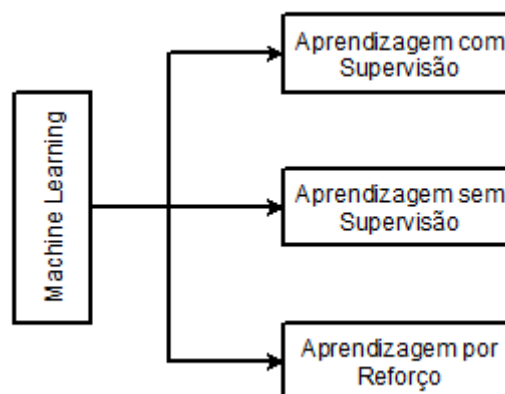 Machine Learning
Aprendizagem com
Supervisão
Aprendizagem sem
Supervisão
Aprendizagem por
Reforço